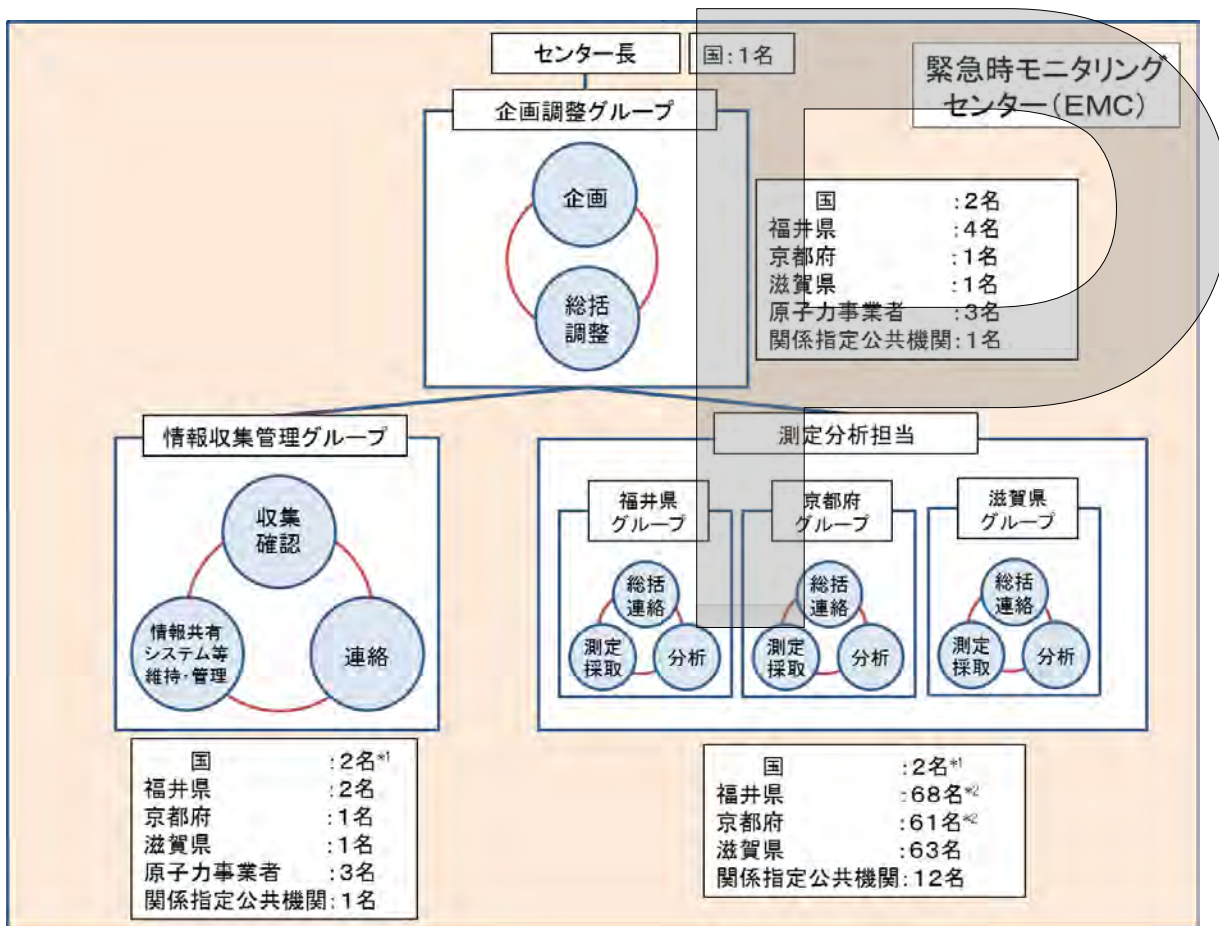 センター長
国:1名
緊急時モニタリング
センター(EMC)
企画調整グループ
企画
総括
調整
国 :2名
福井県 :4名
京都府 :1名
滋賀県 :1名
原子力事業者 :3名
関係指定公共機関:1名
情報収集管理グループ
収集
確認
情報共有
システム等
維持・管理
連絡
国 :2名*1
福井県 :2名
京都府 :1名
滋賀県 :1名
原子力事業者 :3名
関係指定公共機関:1名
測定分析担当
福井県
グループ
総括
連絡
測定
採取
分析
京都府
グループ
総括
連絡
測定
採取
分析
滋賀県
グループ
総括
連絡
測定
採取
分析
国 :2名*1
福井県 :68名*2
京都府 :61名*2
滋賀県 :63名
関係指定公共機関:12名